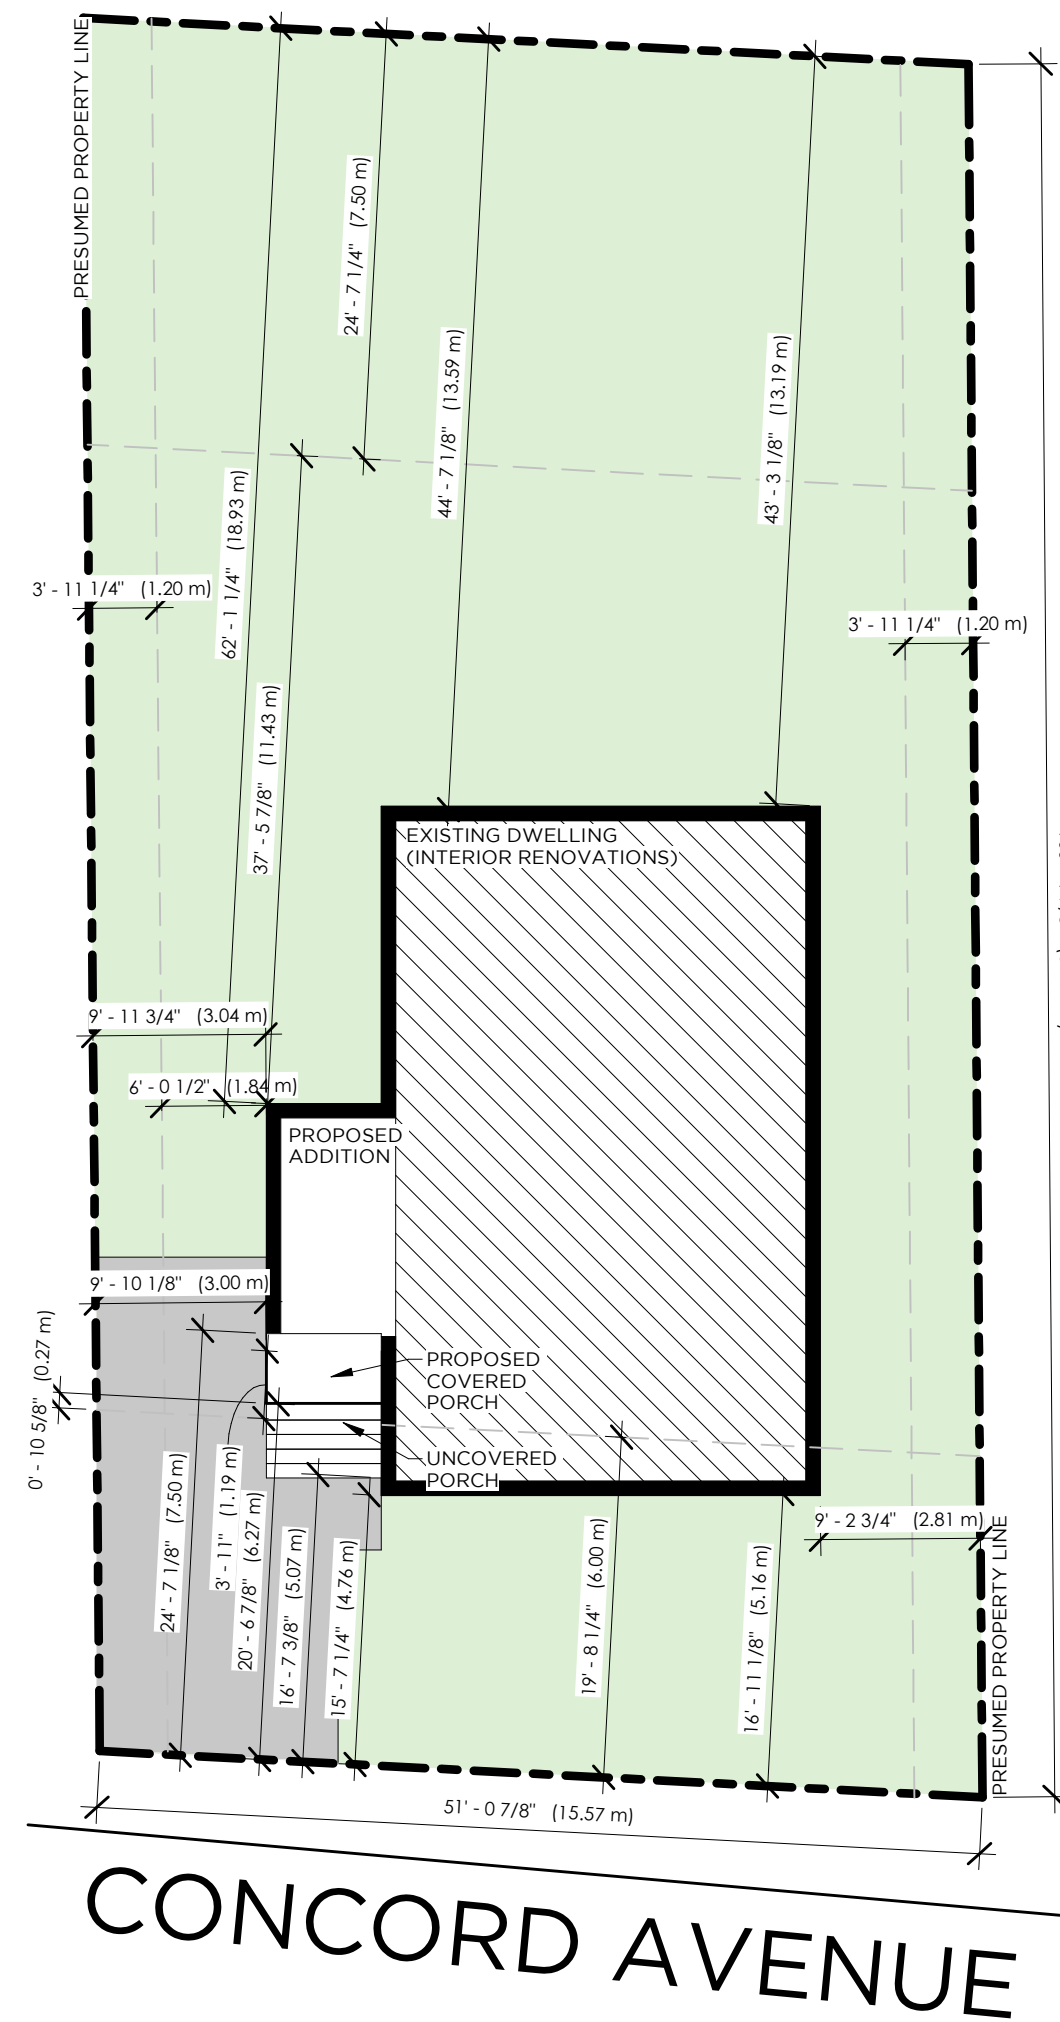 PRESUMED PROPERTY LINE
24' - 7 1/4" (7.50 m)
44' - 7 1/8" (13.59 m)
43' - 3 1/8" (13.19 m)
62' - 1 1/4" (18.93 m)
3' - 11 1/4" (1.20 m)
3' - 11 1/4" (1.20 m)
37' - 5 7/8" (11.43 m)
EXISTING DWELLING
(INTERIOR RENOVATIONS)
9' - 11 3/4" (3.04 m)
6' - 0 1/2" (1.84 m)
PROPOSED
ADDITION
9' - 10 1/8" (3.00 m)
0' - 10 5/8" (0.27 m)
PROPOSED
COVERED
PORCH
UNCOVERED
PORCH
24' - 7 1/8" (7.50 m)
3' - 11" (1.19 m)
20' - 6 7/8" (6.27 m)
16' - 7 3/8" (5.07 m)
15' - 7 1/4" (4.76 m)
19' - 8 1/4" (6.00 m)
16' - 11 1/8" (5.16 m)
9' - 2 3/4" (2.81 m)
PRESUMED PROPERTY LINE
51' - 0 7/8" (15.57 m)
CONCORD AVENUE